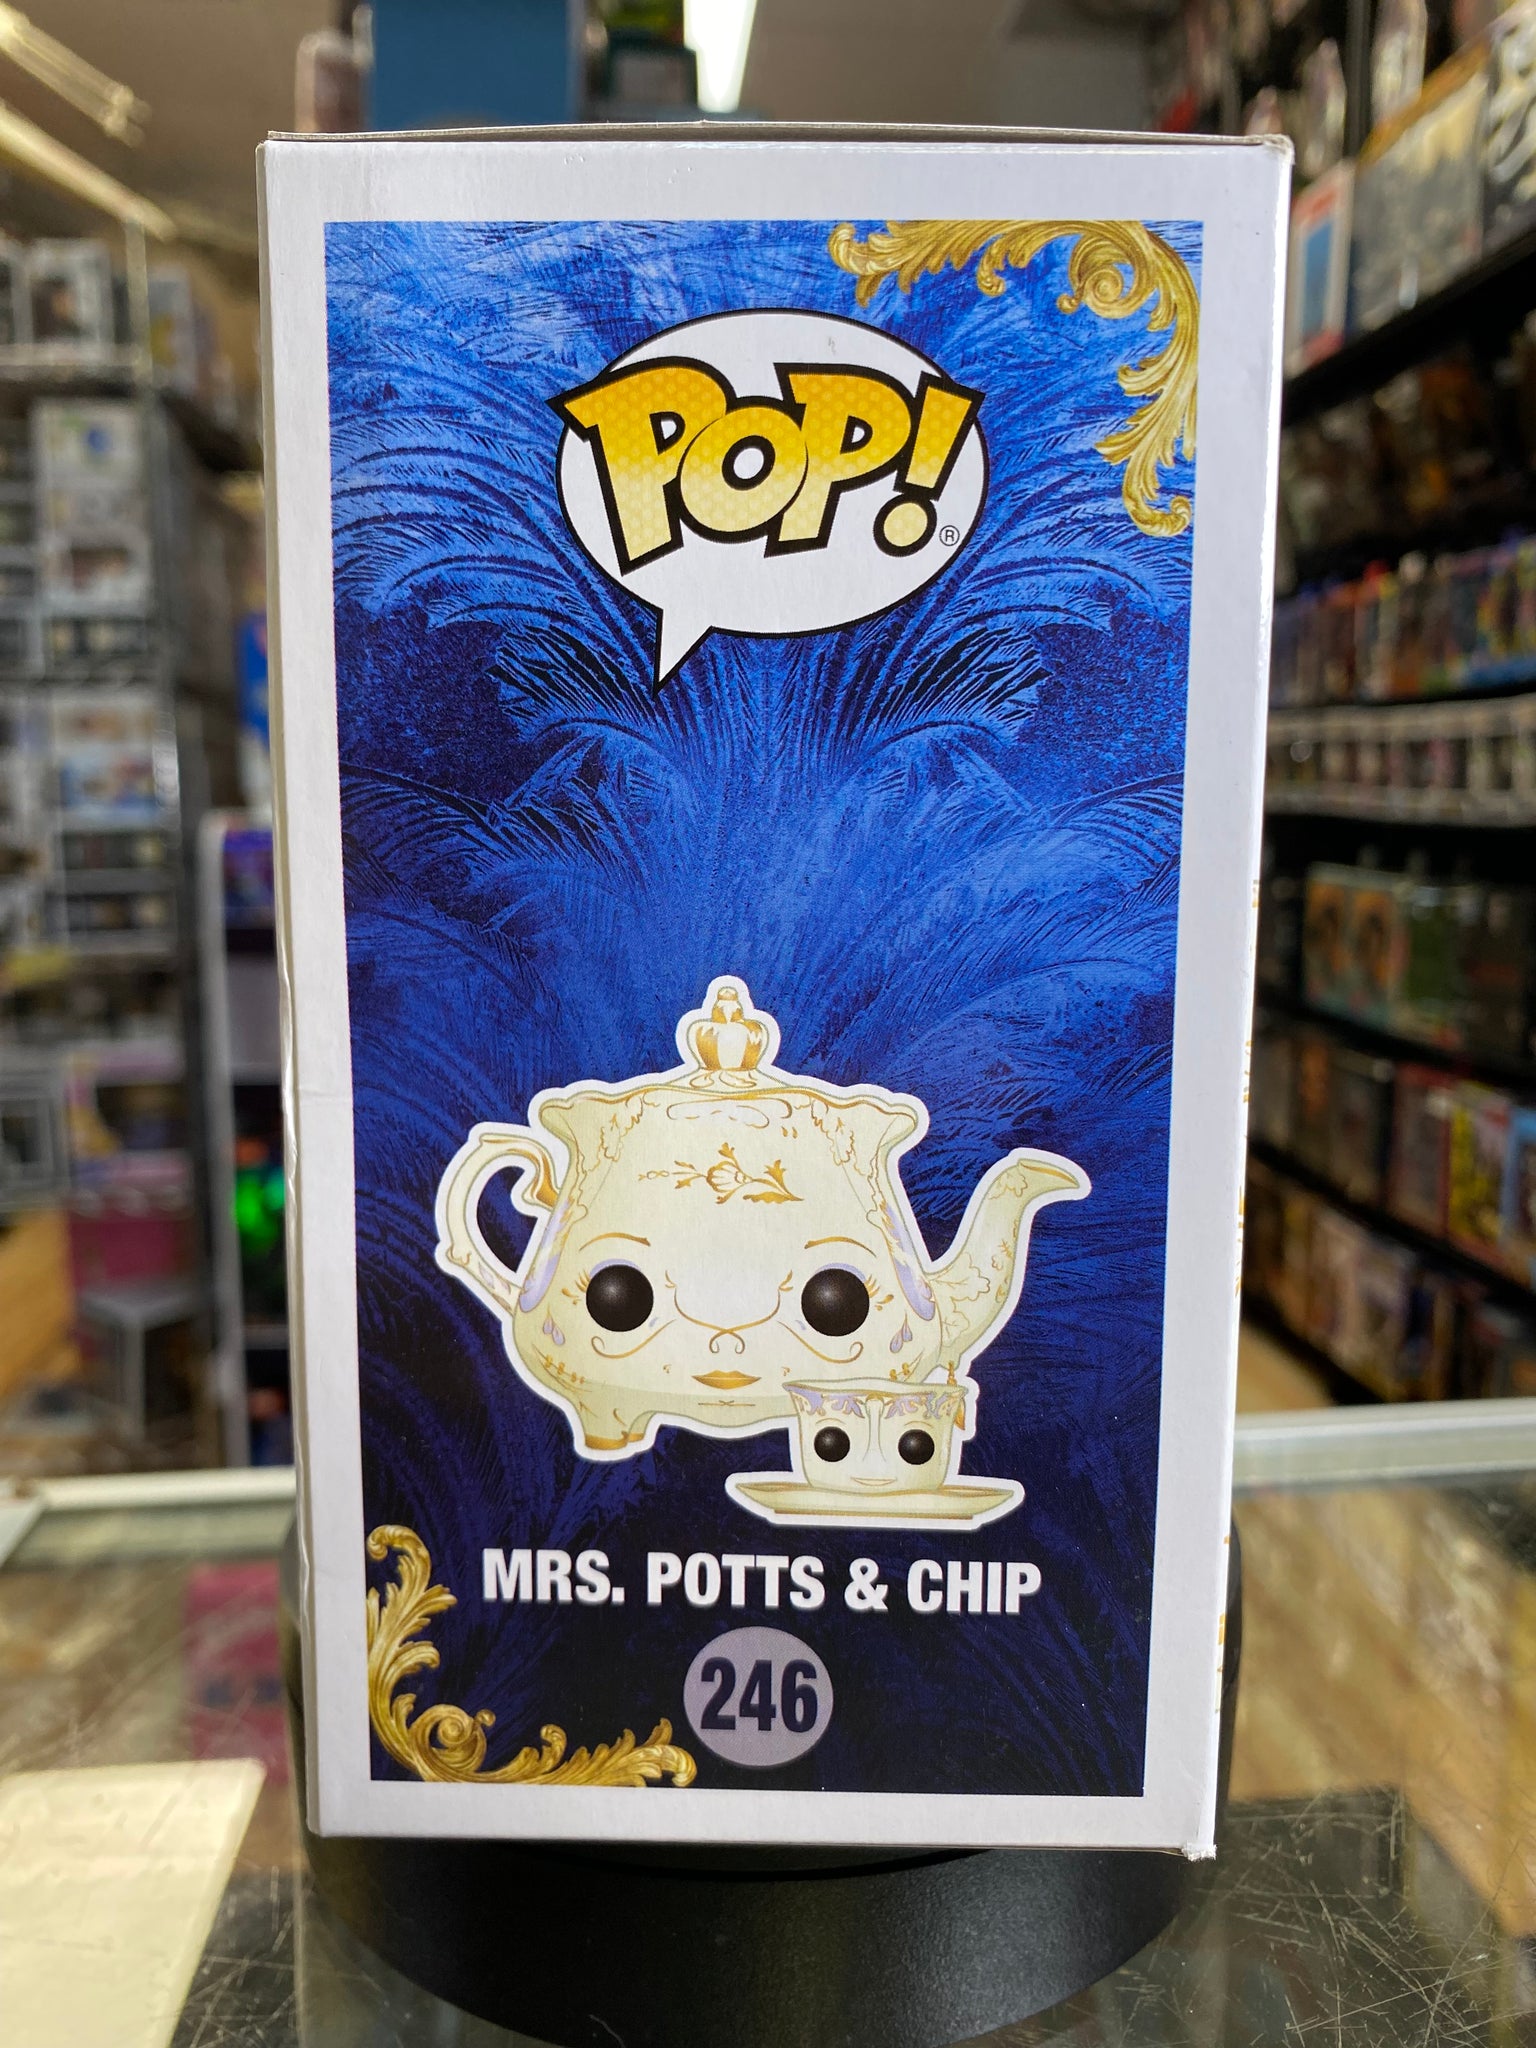 POP!
®
MRS. POTTS & CHIP
246